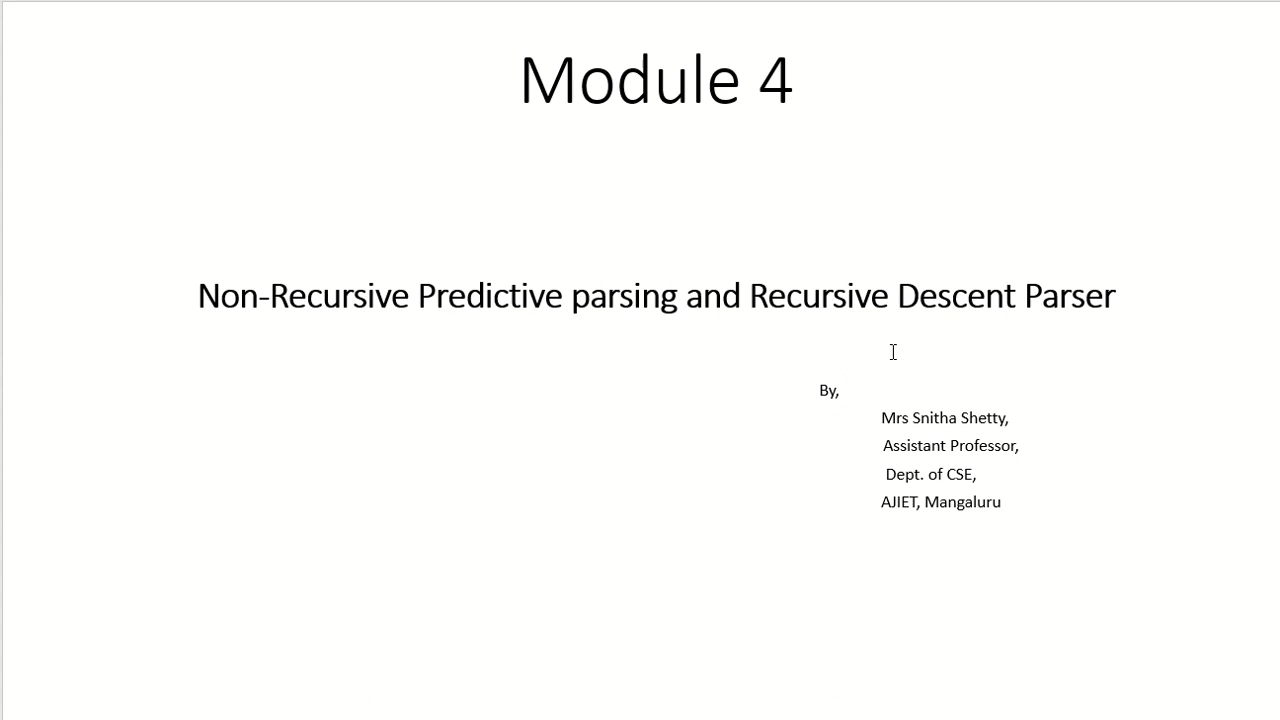 Module 4
Non-Recursive Predictive parsing and Recursive Descent Parser
By,
Mrs Snitha Shetty,
Assistant Professor,
Dept. of CSE,
AJIET, Mangaluru